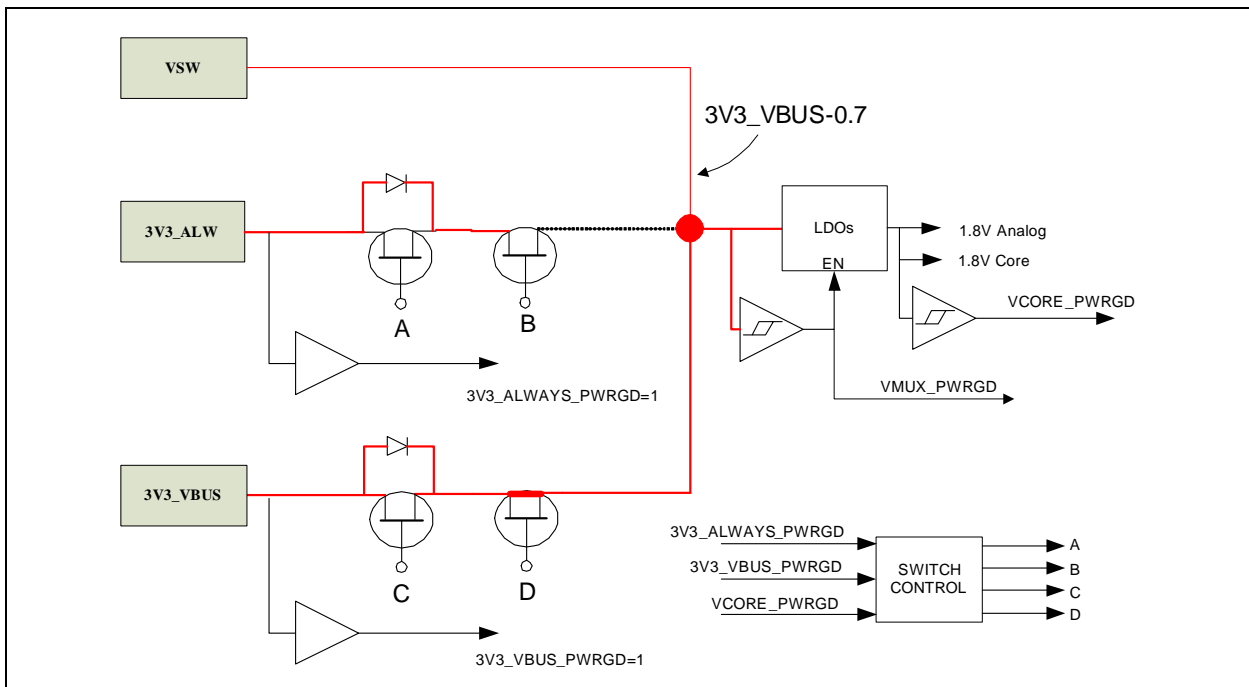 VSW
3V3_VBUS-0.7
3V3_ALW
LDOs
EN
1.8V Analog
1.8V Core
A
B
VCORE_PWRGD
3V3_ALWAYS_PWRGD=1
VMUX_PWRGD
3V3_VBUS
C
D
3V3_VBUS_PWRGD=1
3V3_ALWAYS_PWRGD
3V3_VBUS_PWRGD
VCORE_PWRGD
SWITCH
CONTROL
A
B
C
D